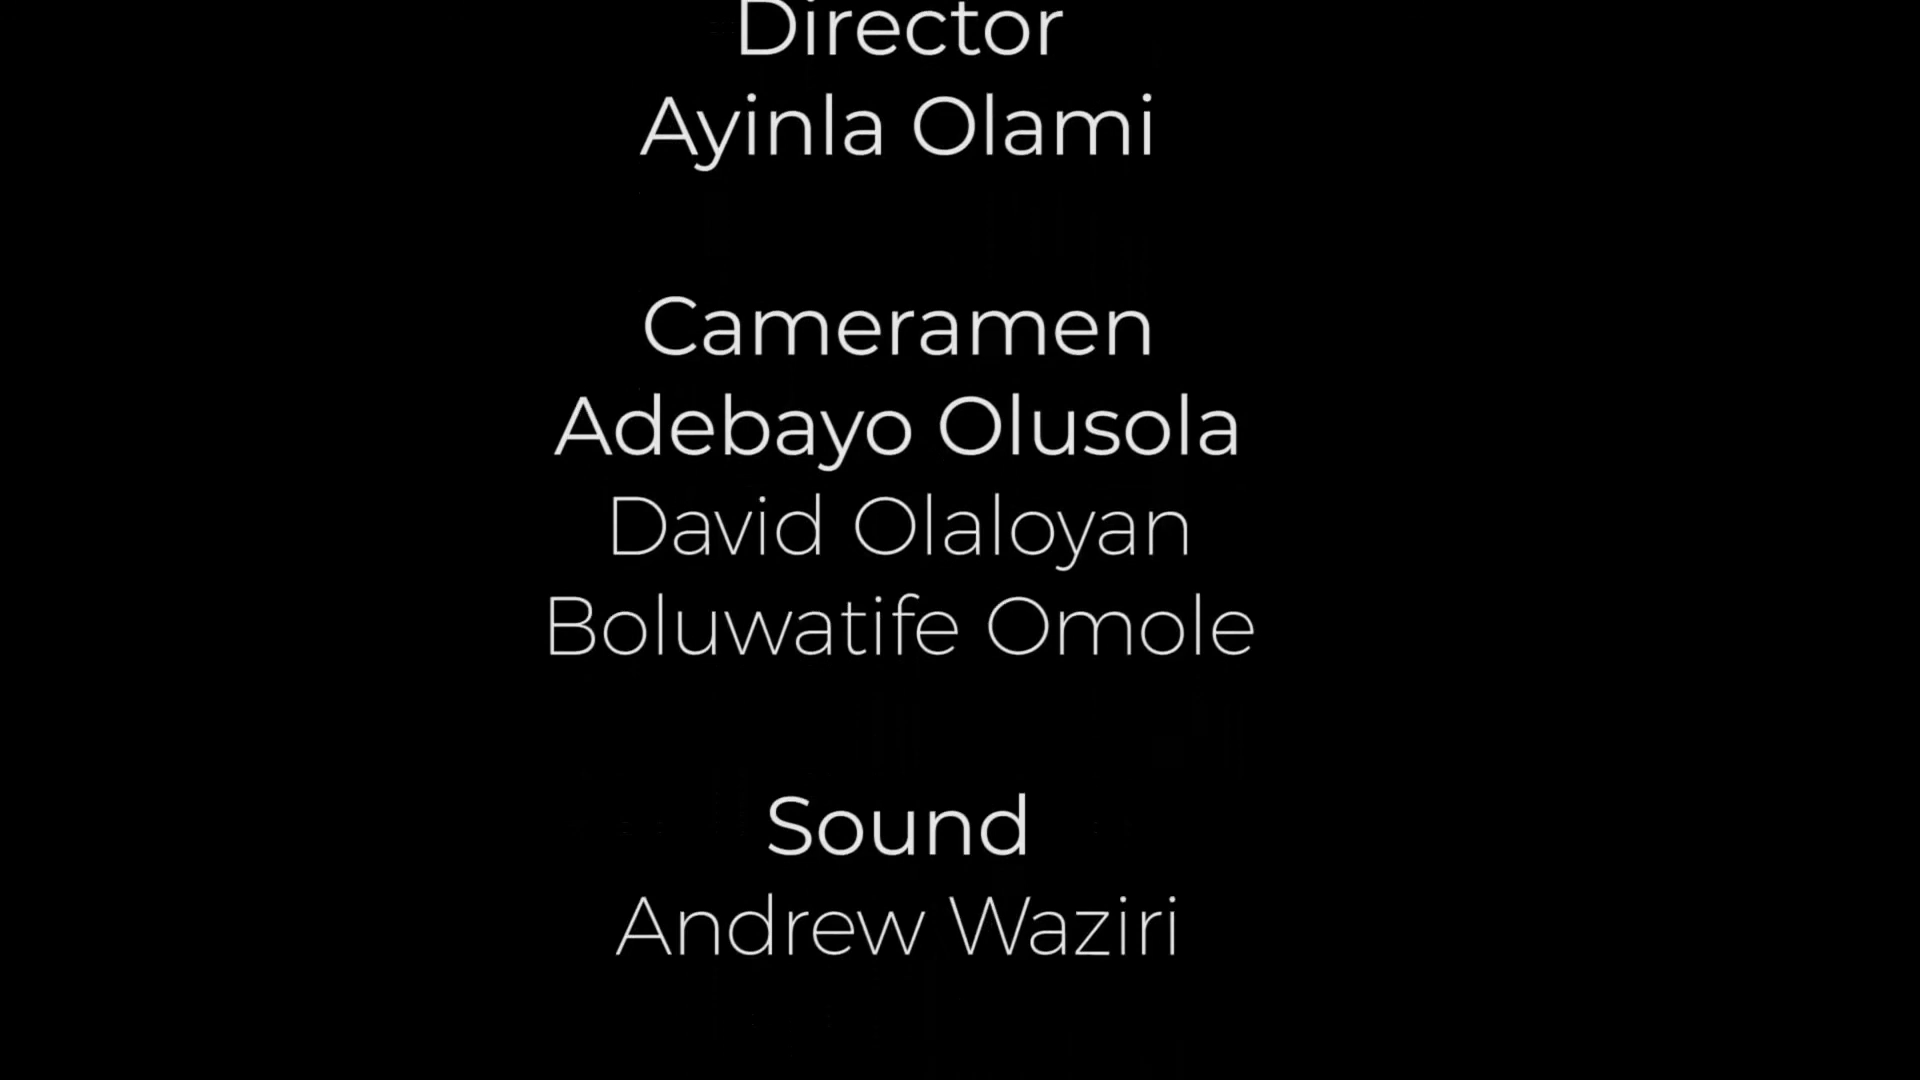 Director
Ayinla Olami
Cameramen
Adebayo Olusola
David Olaloyan
Boluwatife Omole
Sound
Andrew Waziri